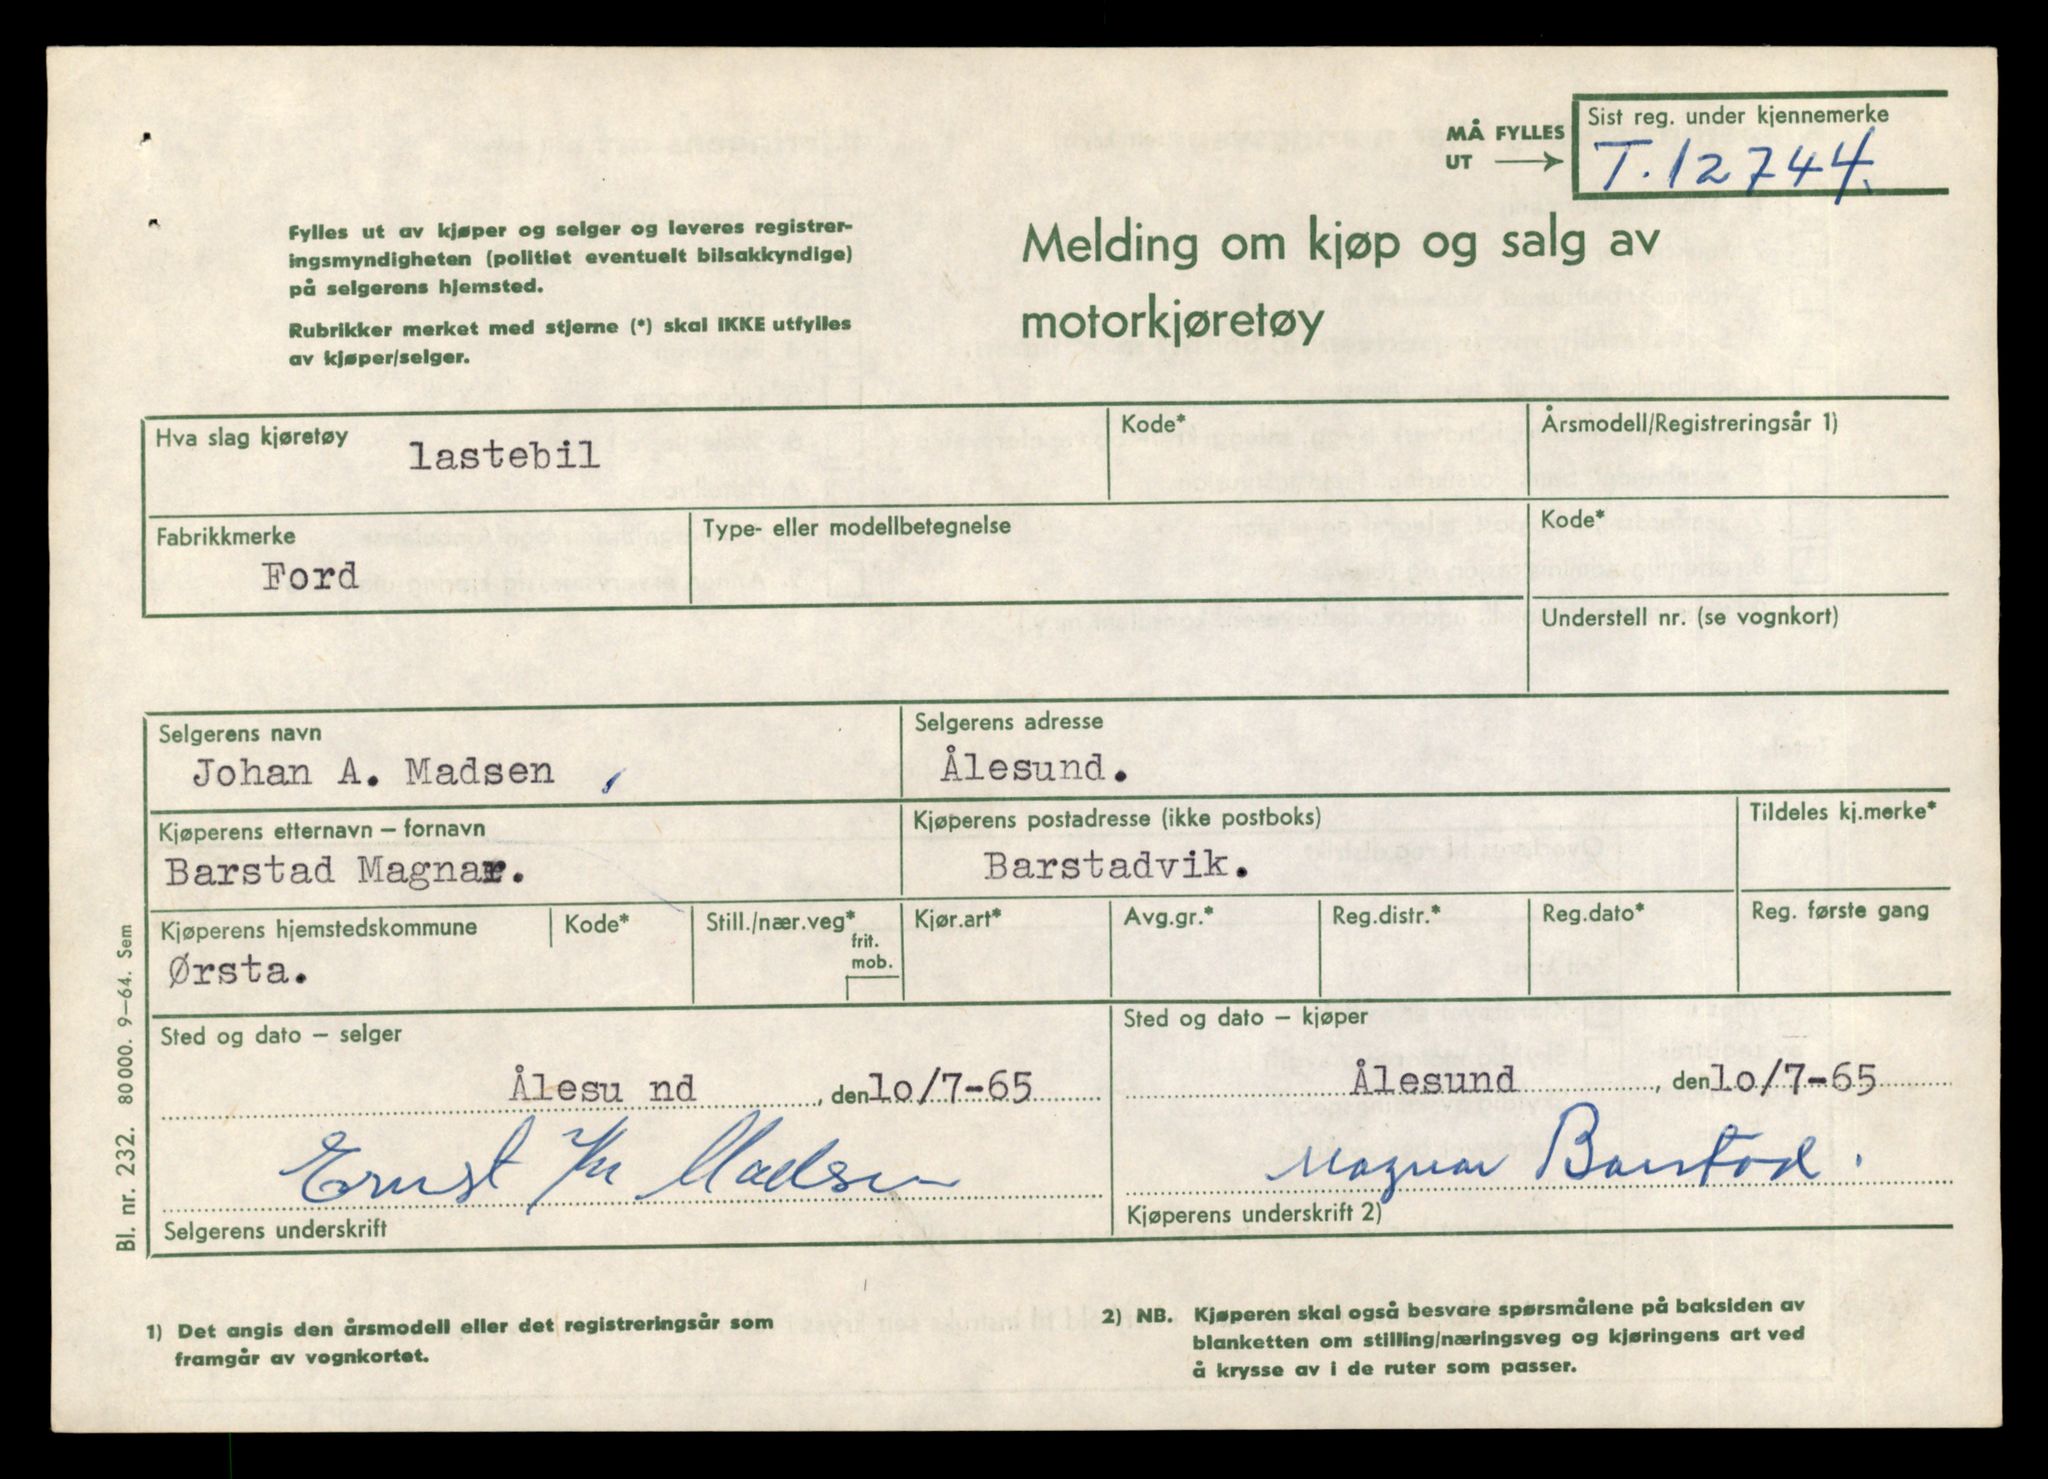 MÅ FYLLES
UT
Sist reg. under kjennemerke
T. 12744.
Fylles ut av kjøper og selger og leveres registrer-
ingsmyndigheten (politiet eventuelt bilsakkyndige)
på selgerens hjemsted.
Rubrikker merket med stjerne (*) skal IKKE utfylles
av kjøper/selger.
Melding om kjøp og salg av
motorkjøretøy
Hva slag kjøretøy
lastebil
Kode*
Årsmodell/Registreringsår 1)
Fabrikkmerke
Ford
Type- eller modellbetegnelse
Kode*
Understell nr. (se vognkort)
Selgerens navn
Johan A. Madsen
Selgerens adresse
Ålesund.
Kjøperens etternavn – fornavn
Barstad Magnar.
Kjøperens postadresse (ikke postboks)
Barstadvik.
Tildeles kj.merke*
Kjøperens hjemstedskommune
Ørsta.
Kode*
Still./nær.veg*
frit.
mob.
Kjør.art*
Avg.gr.*
Reg.distr.*
Reg.dato*
Reg. første gang
Sted og dato – selger
Ålesu nd , den 10/7-65
Ernst Kr Madsen
Selgerens underskrift
Sted og dato – kjøper
Ålesund , den 10/7-65
Magnar Barstad.
Kjøperens underskrift 2)
Bl. nr. 232. 80000. 9–64. Sem
1) Det angis den årsmodell eller det registreringsår som
framgår av vognkortet.
2) NB. Kjøperen skal også besvare spørsmålene på baksiden av
blanketten om stilling/næringsveg og kjøringens art ved
å krysse av i de ruter som passer.